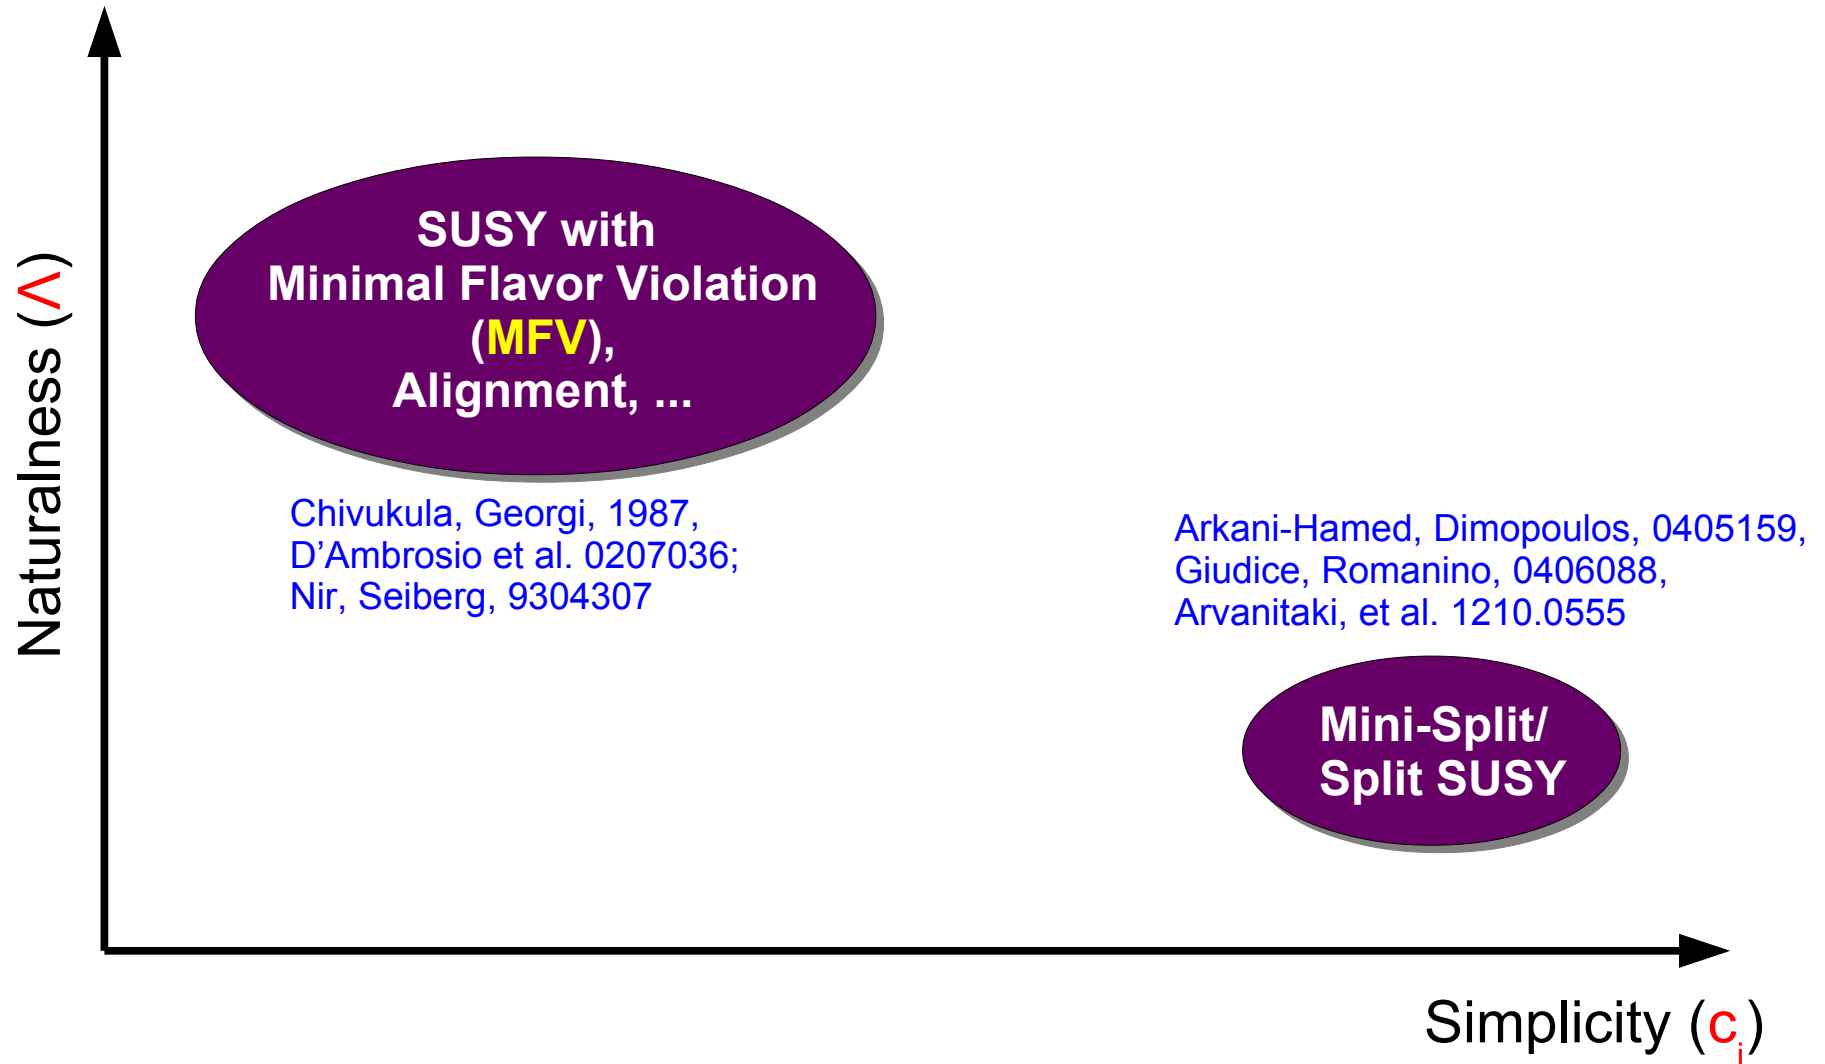 Naturalness (Λ)
SUSY with
Minimal Flavor Violation
(MFV),
Alignment, ...
Chivukula, Georgi, 1987,
D’Ambrosio et al. 0207036;
Nir, Seiberg, 9304307
Arkani-Hamed, Dimopoulos, 0405159,
Giudice, Romanino, 0406088,
Arvanitaki, et al. 1210.0555
Mini-Split/
Split SUSY
Simplicity (c_i)